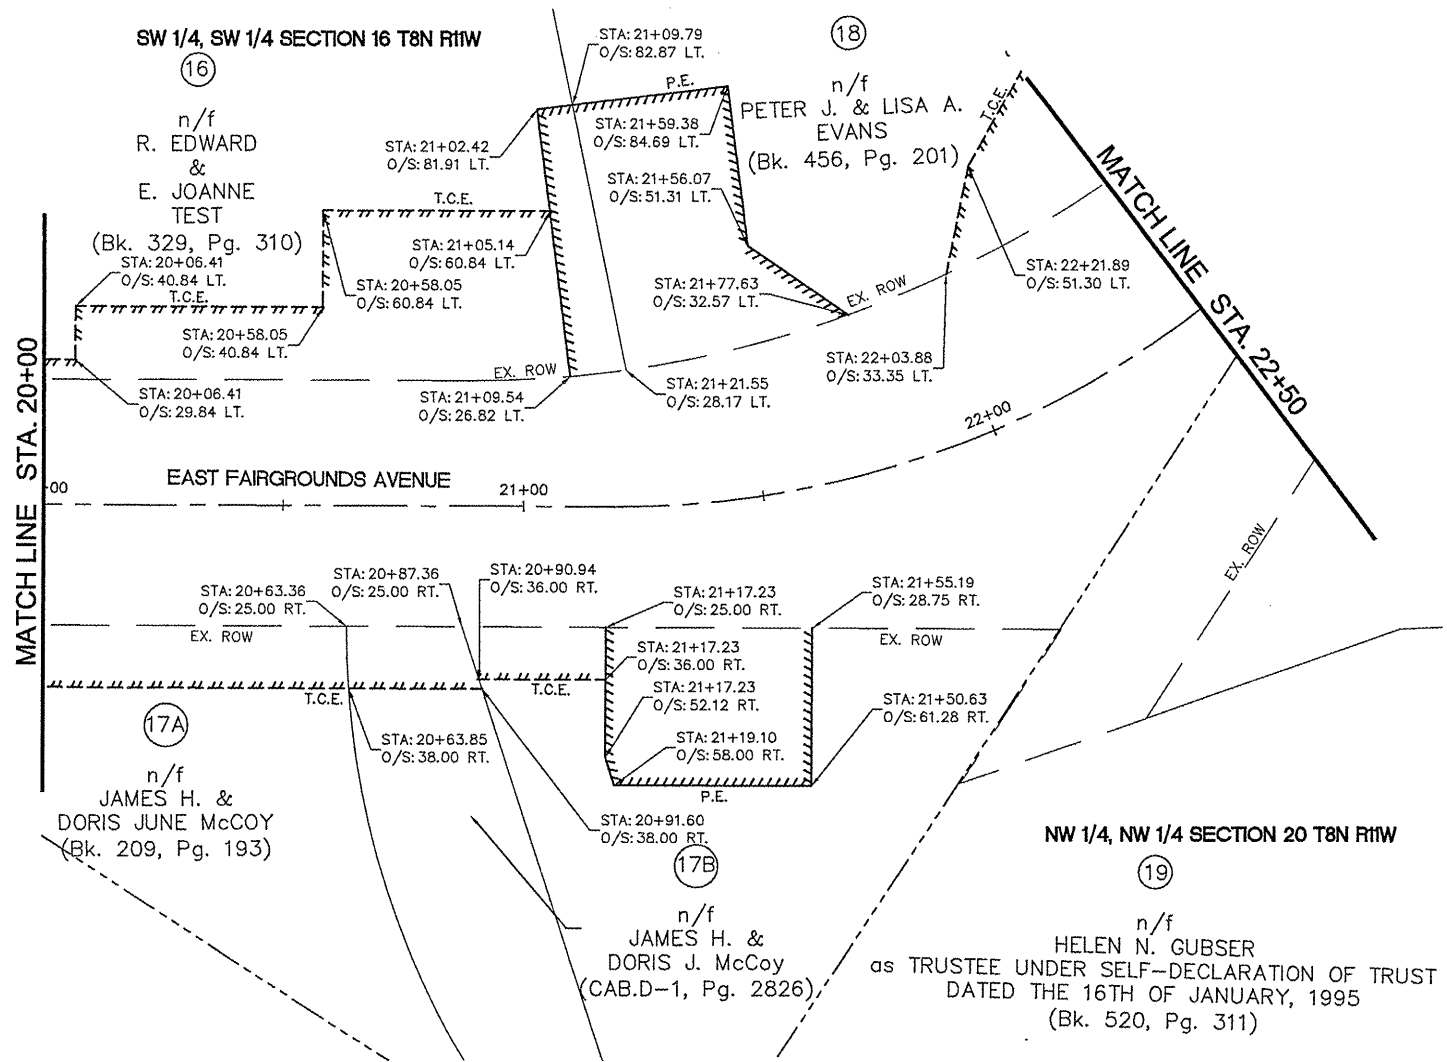 SW 1/4, SW 1/4 SECTION 16 T8N R11W
16
n/f
R. EDWARD
&
E. JOANNE
TEST
(Bk. 329, Pg. 310)
STA: 21+09.79
O/S: 82.87 LT.
18
n/f
PETER J. & LISA A.
EVANS
(Bk. 456, Pg. 201)
P.E.
T.C.E.
STA: 21+02.42
O/S: 81.91 LT.
STA: 21+59.38
O/S: 84.69 LT.
STA: 21+56.07
O/S: 51.31 LT.
T.C.E.
STA: 21+05.14
O/S: 60.84 LT.
STA: 20+06.41
O/S: 40.84 LT.
T.C.E.
STA: 20+58.05
O/S: 60.84 LT.
STA: 20+58.05
O/S: 40.84 LT.
STA: 21+77.63
O/S: 32.57 LT.
EX. ROW
STA: 22+21.89
O/S: 51.30 LT.
MATCH LINE STA. 22+50
STA: 20+06.41
O/S: 29.84 LT.
EX. ROW
STA: 21+09.54
O/S: 26.82 LT.
STA: 21+21.55
O/S: 28.17 LT.
STA: 22+03.88
O/S: 33.35 LT.
22+00
MATCH LINE STA. 20+00
00
EAST FAIRGROUNDS AVENUE
21+00
STA: 20+63.36
O/S: 25.00 RT.
STA: 20+87.36
O/S: 25.00 RT.
STA: 20+90.94
O/S: 36.00 RT.
STA: 21+17.23
O/S: 25.00 RT.
STA: 21+55.19
O/S: 28.75 RT.
EX. ROW
EX. ROW
EX. ROW
STA: 21+17.23
O/S: 36.00 RT.
T.C.E.
T.C.E.
STA: 21+17.23
O/S: 52.12 RT.
STA: 21+50.63
O/S: 61.28 RT.
STA: 20+63.85
O/S: 38.00 RT.
STA: 21+19.10
O/S: 58.00 RT.
P.E.
17A
n/f
JAMES H. &
DORIS JUNE McCOY
(Bk. 209, Pg. 193)
STA: 20+91.60
O/S: 38.00 RT.
17B
n/f
JAMES H. &
DORIS J. McCoy
(CAB.D-1, Pg. 2826)
NW 1/4, NW 1/4 SECTION 20 T8N R11W
19
n/f
HELEN N. GUBSER
as TRUSTEE UNDER SELF-DECLARATION OF TRUST
DATED THE 16TH OF JANUARY, 1995
(Bk. 520, Pg. 311)